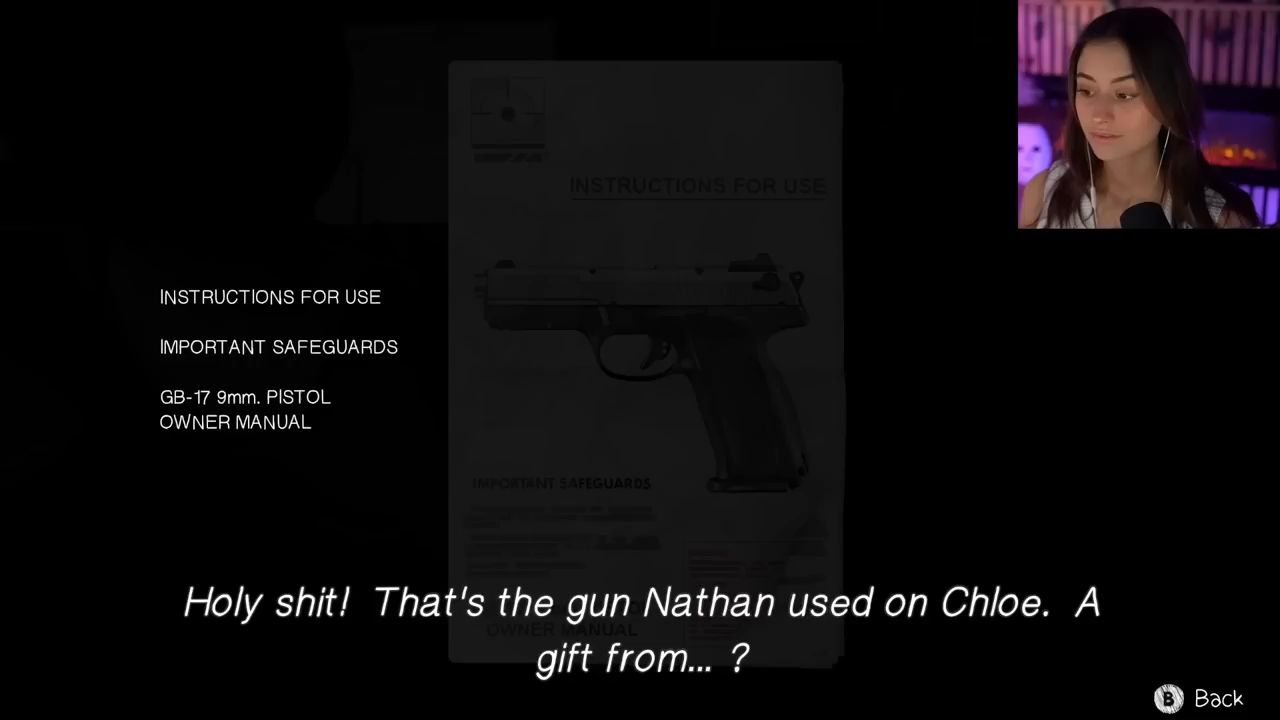 INSTRUCTIONS FOR USE
INSTRUCTIONS FOR USE
IMPORTANT SAFEGUARDS
GB-17 9mm. PISTOL
OWNER MANUAL
IMPORTANT SAFEGUARDS
Holy shit! That's the gun Nathan used on Chloe. A
OWNER MANUAL
gift from... ?
B Back